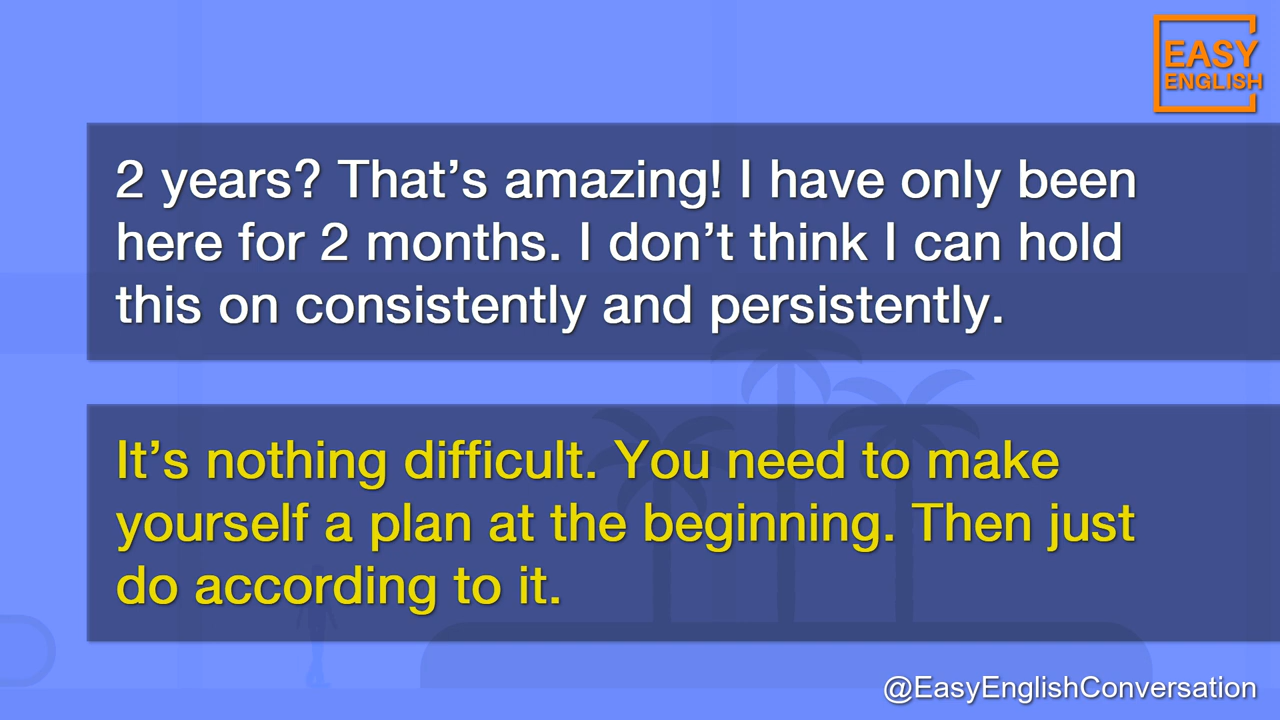 EASY
ENGLISH
2 years? That’s amazing! I have only been
here for 2 months. I don’t think I can hold
this on consistently and persistently.
It’s nothing difficult. You need to make
yourself a plan at the beginning. Then just
do according to it.
@EasyEnglishConversation